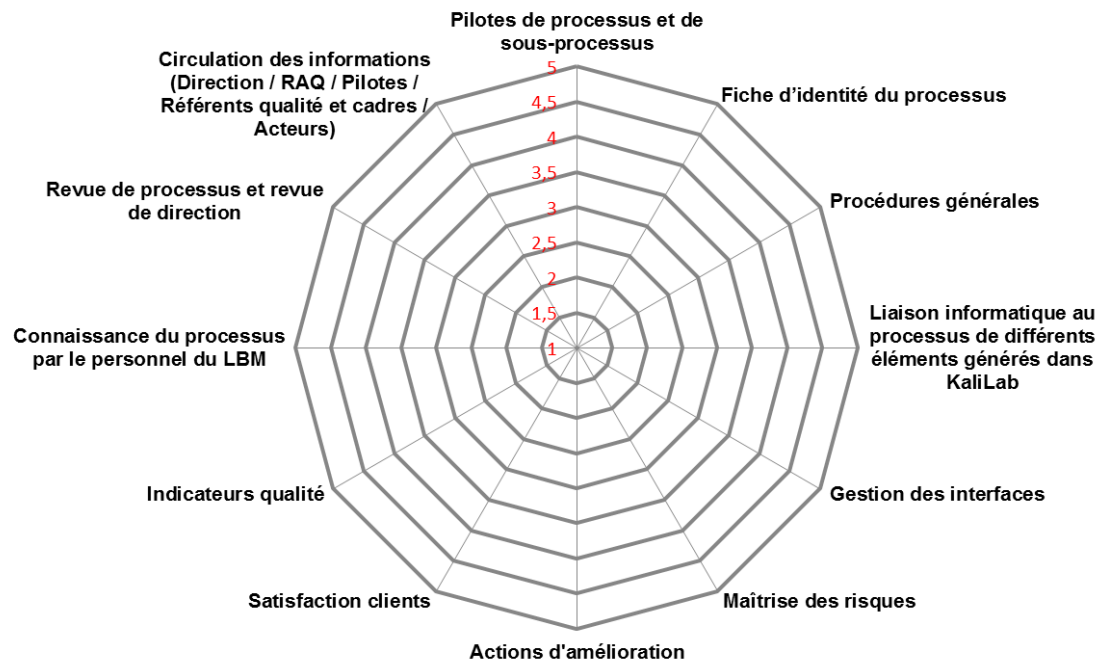 Pilotes de processus et de
sous-processus
Fiche d’identité du processus
Procédures générales
Liaison informatique au
processus de différents
éléments générés dans
KaliLab
Gestion des interfaces
Maîtrise des risques
Actions d'amélioration
Satisfaction clients
Indicateurs qualité
Connaissance du processus
par le personnel du LBM
Revue de processus et revue
de direction
Circulation des informations
(Direction / RAQ / Pilotes /
Référents qualité et cadres /
Acteurs)
5
4,5
4
3,5
3
2,5
2
1,5
1